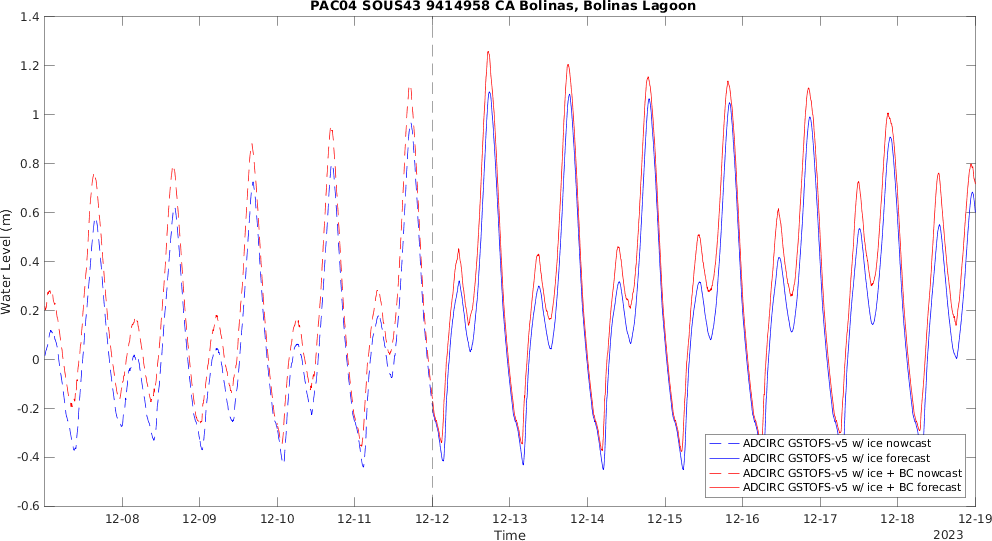 PAC04 SOUS43 9414958 CA Bolinas, Bolinas Lagoon
1.4
1.2
1
0.8
0.6
0.4
0.2
0
-0.2
-0.4
-0.6
Water Level (m)
ADCIRC GSTOFS-v5 w/ ice nowcast
ADCIRC GSTOFS-v5 w/ ice forecast
ADCIRC GSTOFS-v5 w/ ice + BC nowcast
ADCIRC GSTOFS-v5 w/ ice + BC forecast
12-08 12-09 12-10 12-11 12-12 12-13 12-14 12-15 12-16 12-17 12-18 12-19
Time
2023